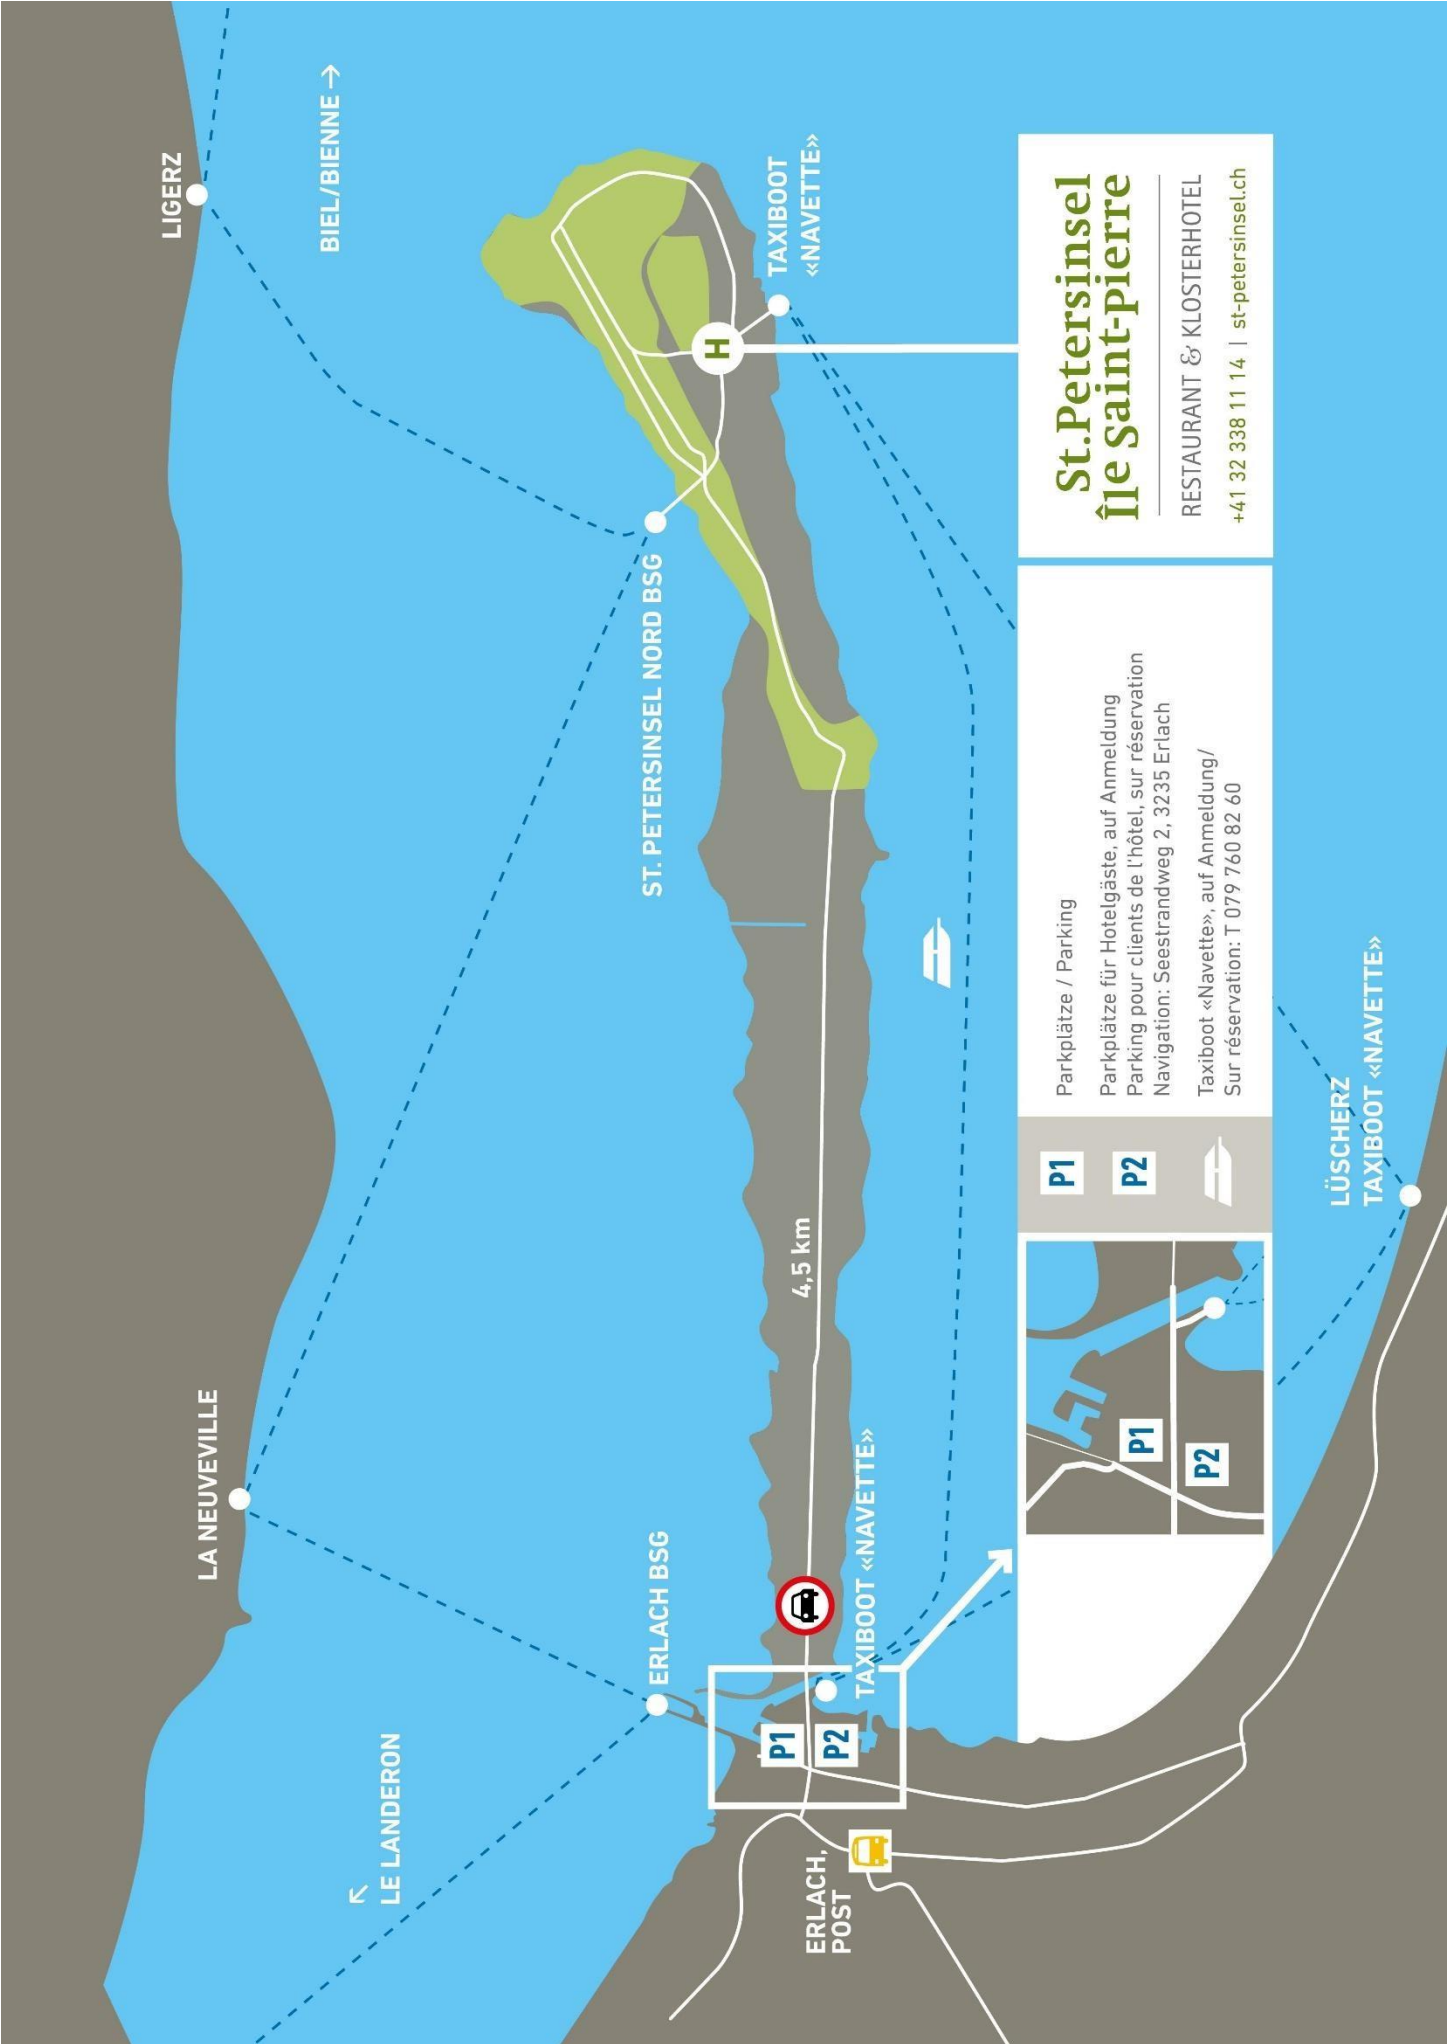 LIGERZ
BIEL/BIENNE →
LA NEUVEVILLE
↖
LE LANDERON
ST. PETERSINSEL NORD BSG
TAXIBOOT
«NAVETTE»
H
ERLACH BSG
4,5 km
TAXIBOOT «NAVETTE»
P1
P2
ERLACH,
POST
P1
P2
P1
Parkplätze / Parking
P2
Parkplätze für Hotelgäste, auf Anmeldung
Parking pour clients de l'hôtel, sur réservation
Navigation: Seestrandweg 2, 3235 Erlach
Taxiboot «Navette», auf Anmeldung/
Sur réservation: T 079 760 82 60
St.Petersinsel
Île Saint-pierre
RESTAURANT & KLOSTERHOTEL
+41 32 338 11 14 | st-petersinsel.ch
LÜSCHERZ
TAXIBOOT «NAVETTE»